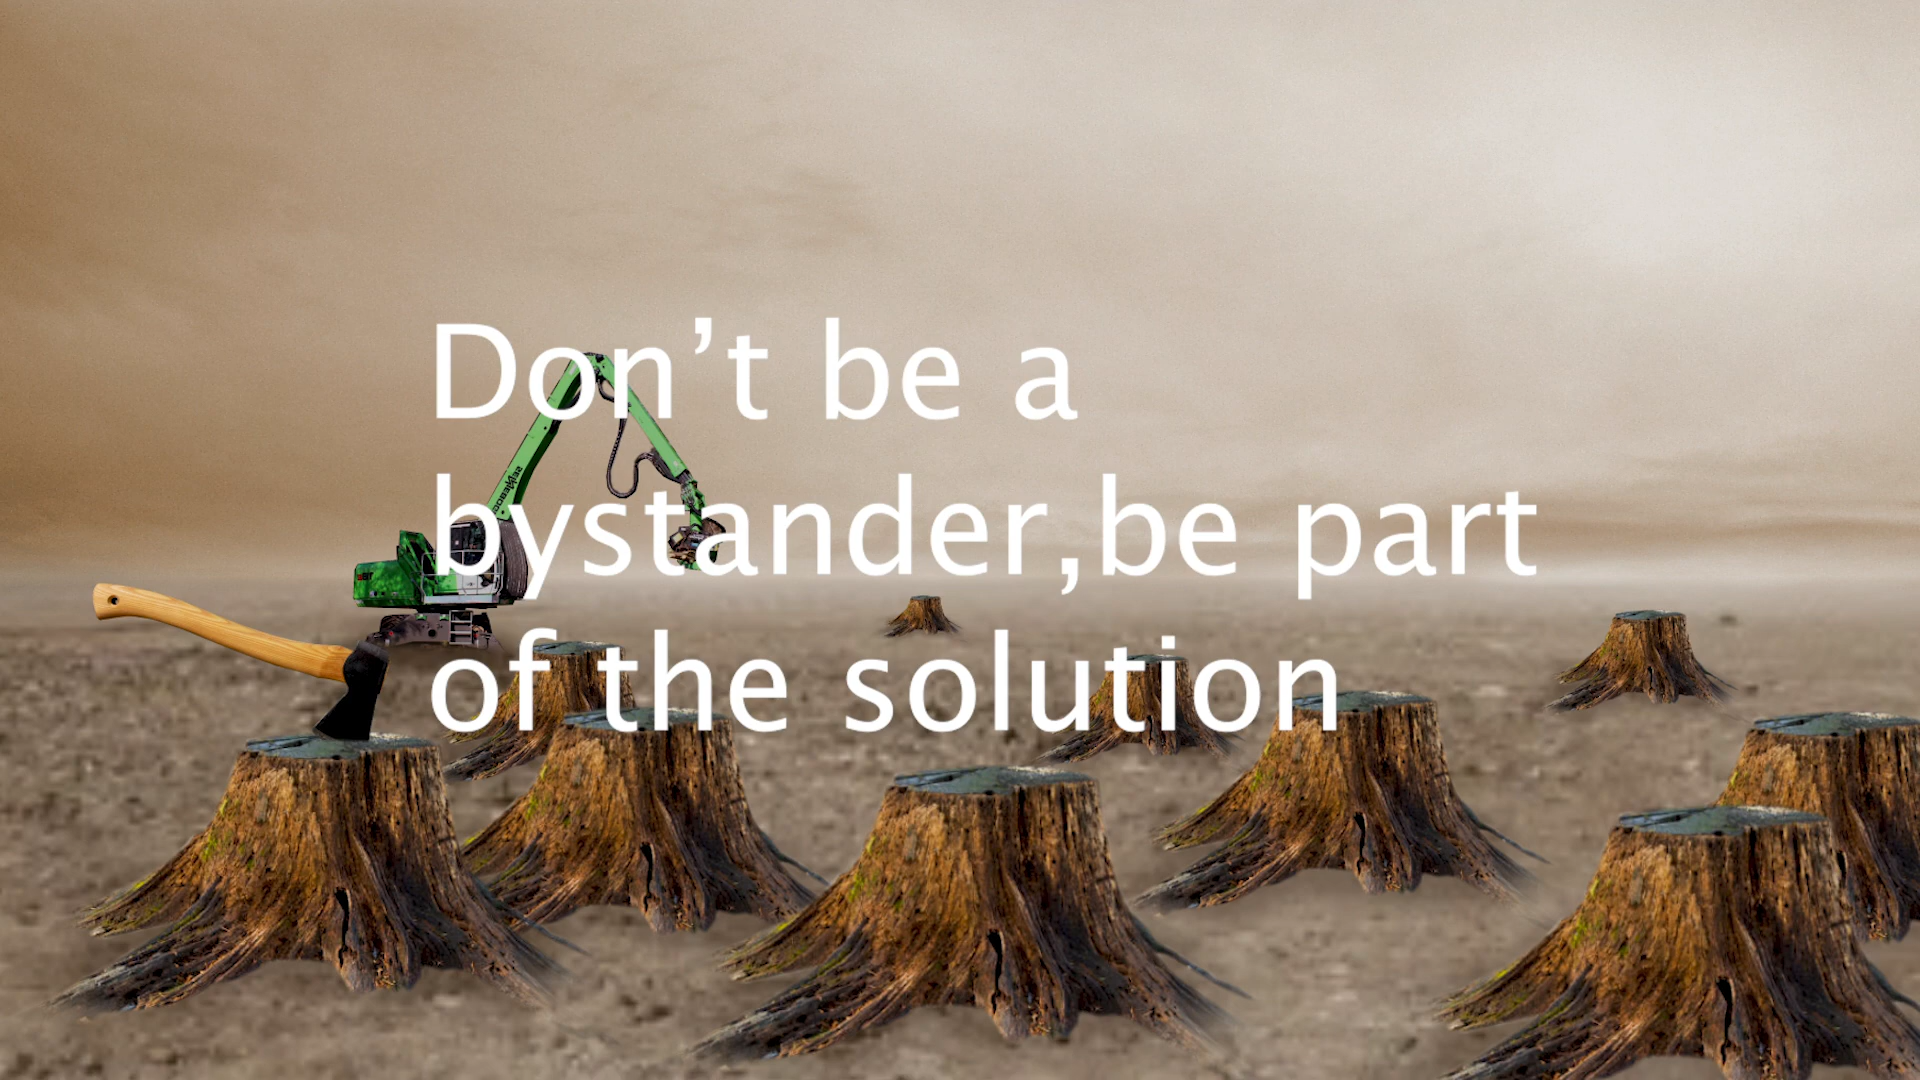 Don’t be a
bystander,be part
of the solution